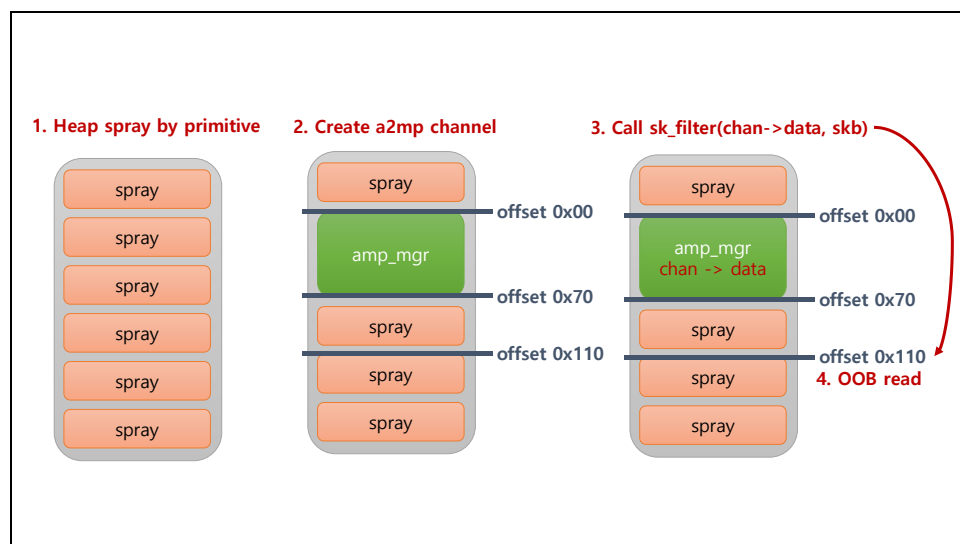 1. Heap spray by primitive
spray
spray
spray
spray
spray
spray
2. Create a2mp channel
spray
offset 0x00
amp_mgr
offset 0x70
spray
offset 0x110
spray
spray
3. Call sk_filter(chan->data, skb)
spray
offset 0x00
amp_mgr
chan -> data
offset 0x70
spray
offset 0x110
4. OOB read
spray
spray